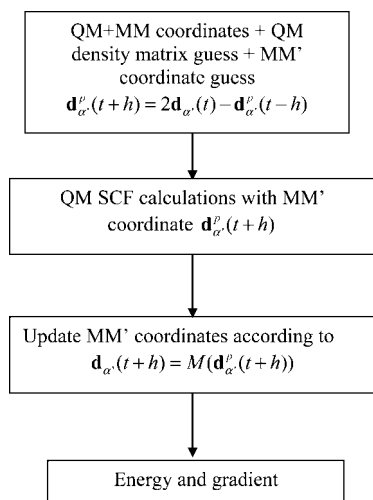 QM+MM coordinates + QM
density matrix guess + MM’
coordinate guess
d^p_α'(t+h) = 2d_α'(t) − d^p_α'(t−h)
QM SCF calculations with MM’
coordinate d^p_α'(t+h)
Update MM’ coordinates according to
d_α'(t+h) = M(d^p_α'(t+h))
Energy and gradient